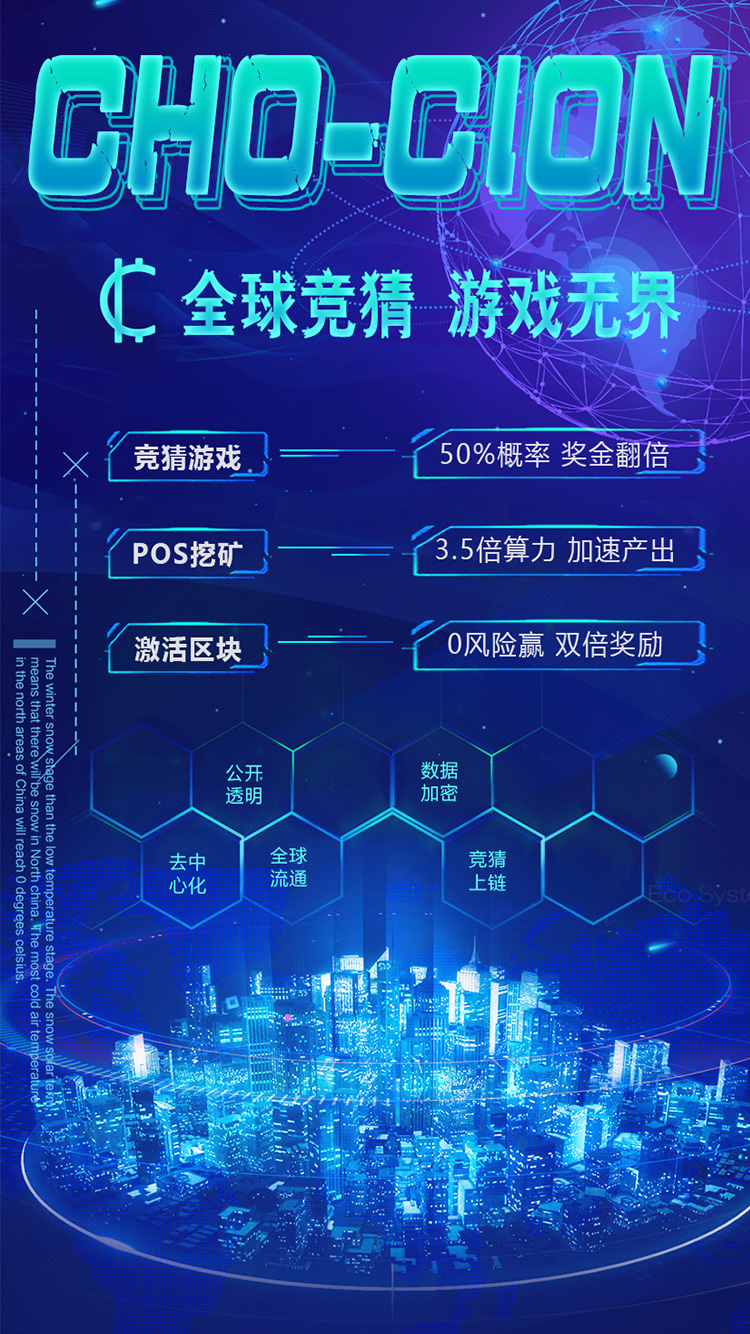 CHO-CION
全球竞猜 游戏无界
竞猜游戏
50%概率 奖金翻倍
POS挖矿
3.5倍算力 加速产出
激活区块
0风险赢 双倍奖励
公开
透明
数据
加密
去中
心化
全球
流通
竞猜
上链
Eco Syste
The winter snow stage than the low temperature stage. The snow solar term
means that there will be snow in North china. The most cold air temperature
in the north areas of China will reach 0 degrees celsius.